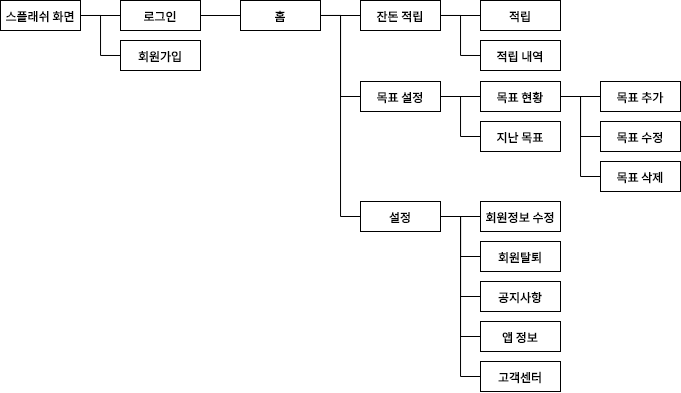 스플래쉬 화면
로그인
홈
잔돈 적립
적립
회원가입
적립 내역
목표 설정
목표 현황
목표 추가
지난 목표
목표 수정
목표 삭제
설정
회원정보 수정
회원탈퇴
공지사항
앱 정보
고객센터